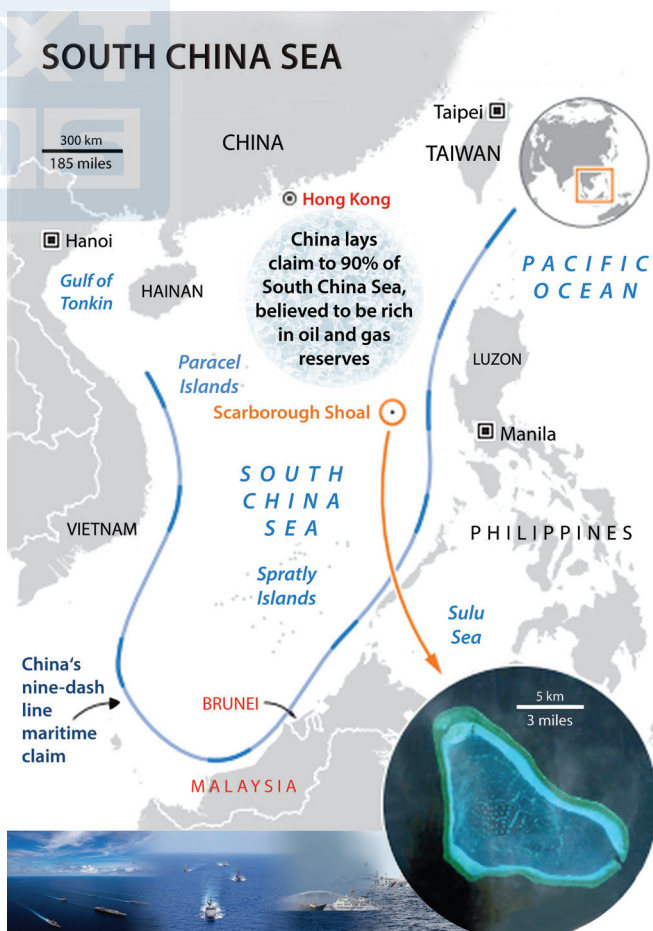 SOUTH CHINA SEA
300 km
185 miles
CHINA
Taipei
TAIWAN
Hong Kong
Hanoi
Gulf of
Tonkin
HAINAN
China lays
claim to 90% of
South China Sea,
believed to be rich
in oil and gas
reserves
PACIFIC
OCEAN
Paracel
Islands
LUZON
Scarborough Shoal
Manila
SOUTH
CHINA
SEA
VIETNAM
PHILIPPINES
Spratly
Islands
Sulu
Sea
China's
nine-dash
line
maritime
claim
BRUNEI
MALAYSIA
5 km
3 miles